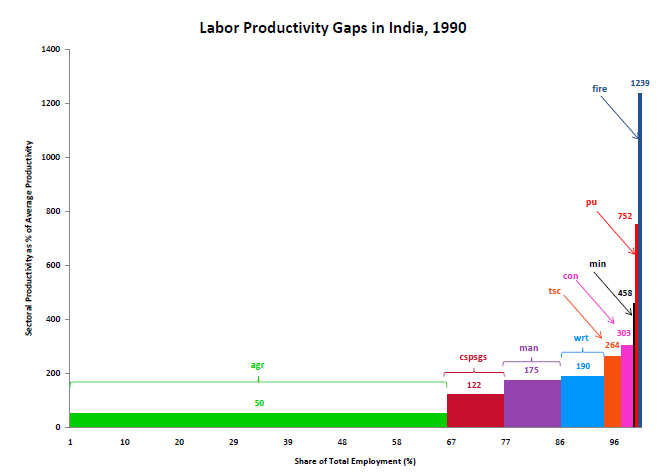 Labor Productivity Gaps in India, 1990
Sectoral Productivity as % of Average Productivity
1400
1200
1000
800
600
400
200
0
agr
50
cspsgs
122
man
175
wrt
190
tsc
264
con
303
min
458
pu
752
fire
1239
1 10 20 29 39 48 58 67 77 86 96
Share of Total Employment (%)